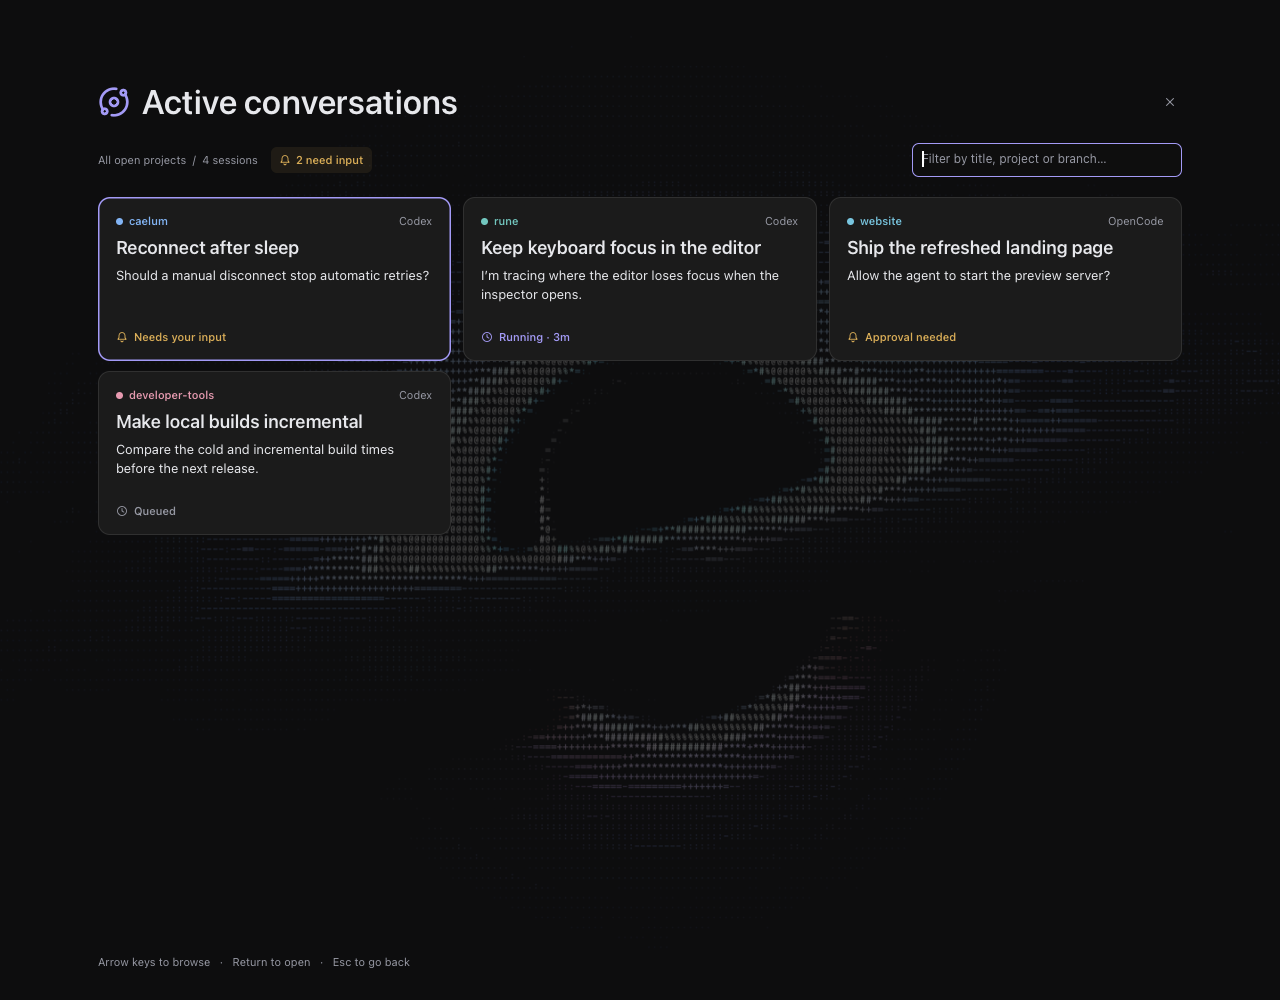 Active conversations
All open projects / 4 sessions
2 need input
Filter by title, project or branch...
caelum
Codex
Reconnect after sleep
Should a manual disconnect stop automatic retries?
Needs your input
rune
Codex
Keep keyboard focus in the editor
I’m tracing where the editor loses focus when the
inspector opens.
Running · 3m
website
OpenCode
Ship the refreshed landing page
Allow the agent to start the preview server?
Approval needed
developer-tools
Codex
Make local builds incremental
Compare the cold and incremental build times
before the next release.
Queued
Arrow keys to browse · Return to open · Esc to go back